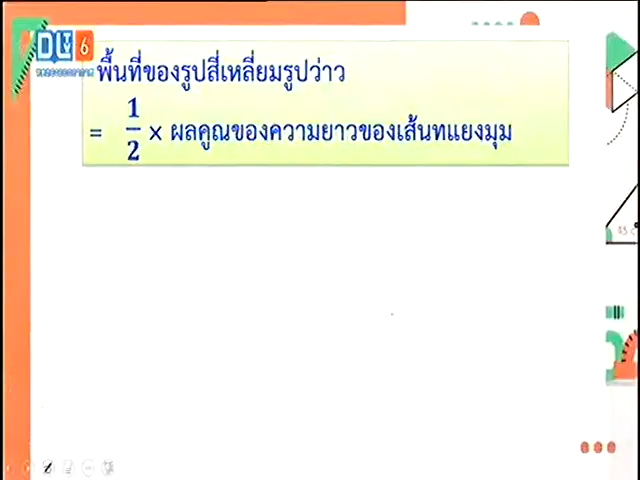 DLTV 6
พื้นที่ของรูปสี่เหลี่ยมรูปว่าว
= 1/2 × ผลคูณของความยาวของเส้นทแยงมุม